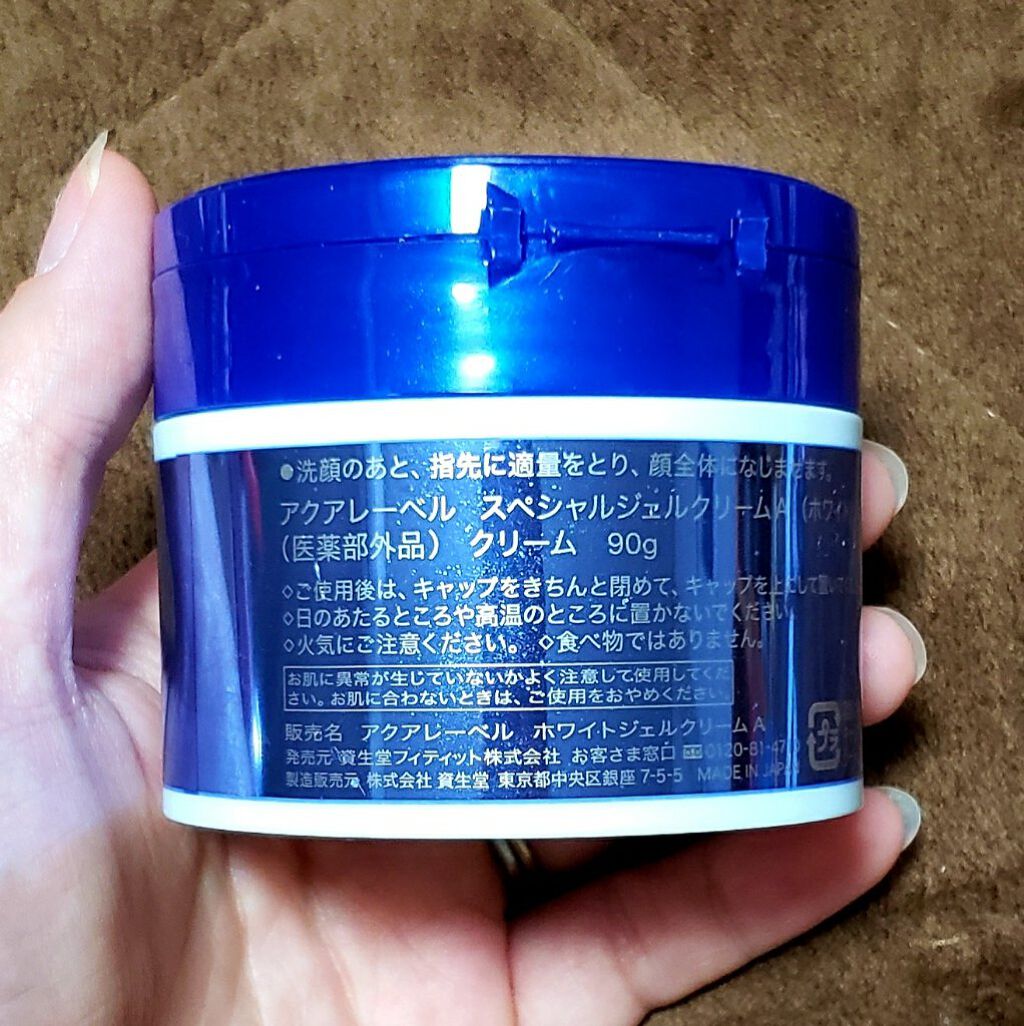 ●洗顔のあと、指先に適量をとり、顔全体になじませます。
アクアレーベル スペシャルジェルクリームA (ホワイト
(医薬部外品) クリーム 90g
◇ご使用後は、キャップをきちんと閉めて、キャップを上にして置いて
◇日のあたるところや高温のところに置かないでください。
◇火気にご注意ください。 ◇食べ物ではありません。
お肌に異常が生じていないかよく注意して使用してくだ
さい。お肌に合わないときは、ご使用をおやめください。
販売名 アクアレーベル ホワイトジェルクリームA
発売元 資生堂フィティット株式会社 お客さま窓口 0120-81-47
製造販売元 株式会社 資生堂 東京都中央区銀座 7-5-5 MADE IN JAPAN
プラ